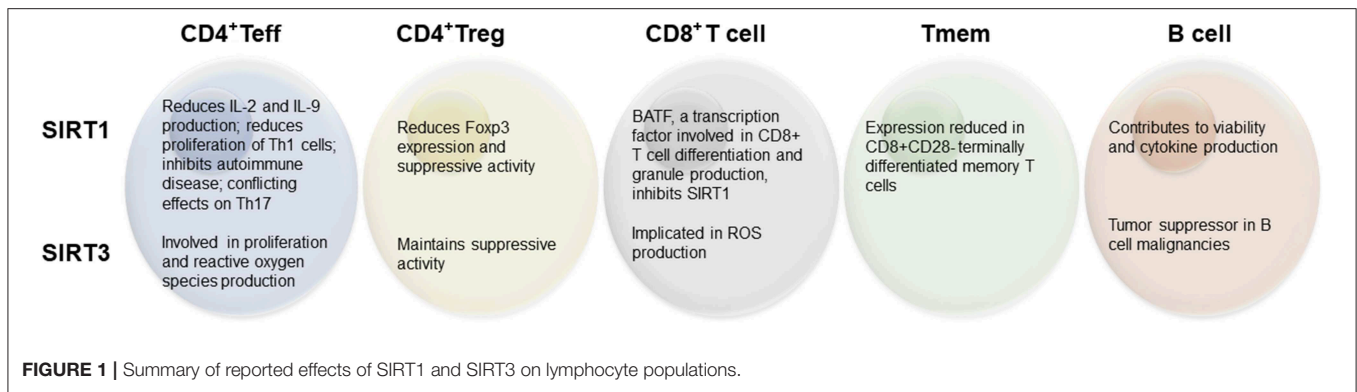 CD4⁺Teff
CD4⁺Treg
CD8⁺ T cell
Tmem
B cell
SIRT1
Reduces IL-2 and IL-9
production; reduces
proliferation of Th1 cells;
inhibits autoimmune
disease; conflicting
effects on Th17
Reduces Foxp3
expression and
suppressive activity
BATF, a transcription
factor involved in CD8+
T cell differentiation and
granule production,
inhibits SIRT1
Expression reduced in
CD8+CD28- terminally
differentiated memory T
cells
Contributes to viability
and cytokine production
SIRT3
Involved in proliferation
and reactive oxygen
species production
Maintains suppressive
activity
Implicated in ROS
production
Tumor suppressor in B
cell malignancies
FIGURE 1 | Summary of reported effects of SIRT1 and SIRT3 on lymphocyte populations.